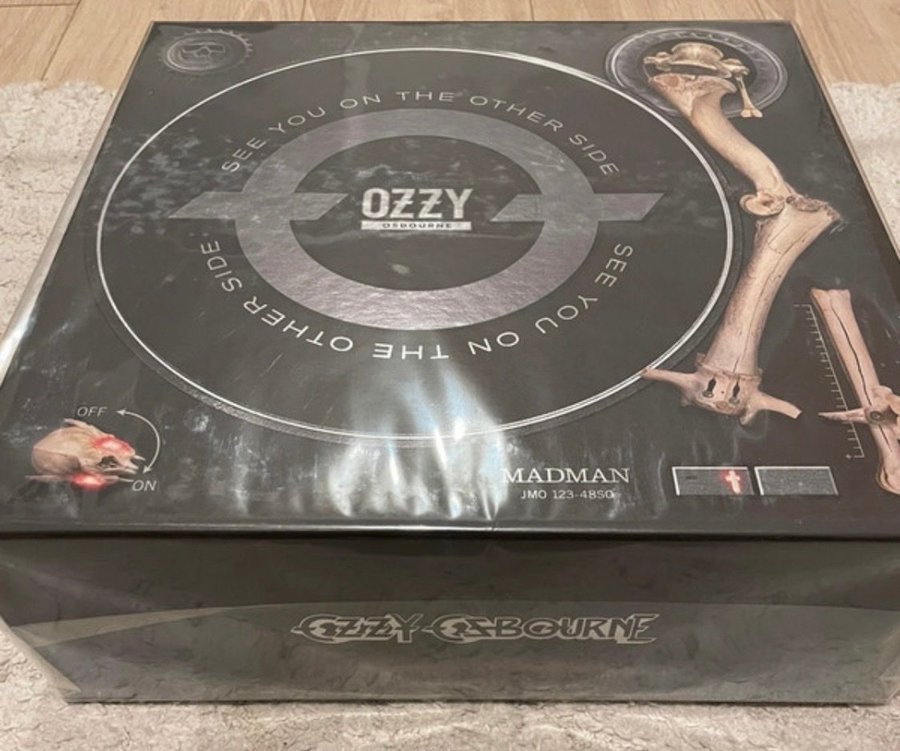 SEE YOU ON THE OTHER SIDE
OZZY
OSBOURNE
SEE YOU ON THE OTHER SIDE
OFF
ON
MADMAN
JMO 123-48SO
OZZY OSBOURNE